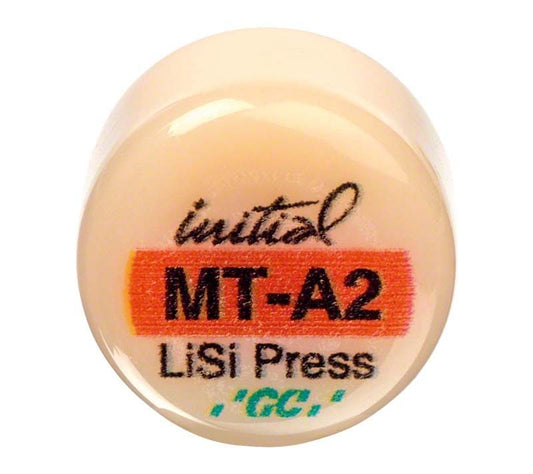 initial
MT-A2
LiSi Press
GC